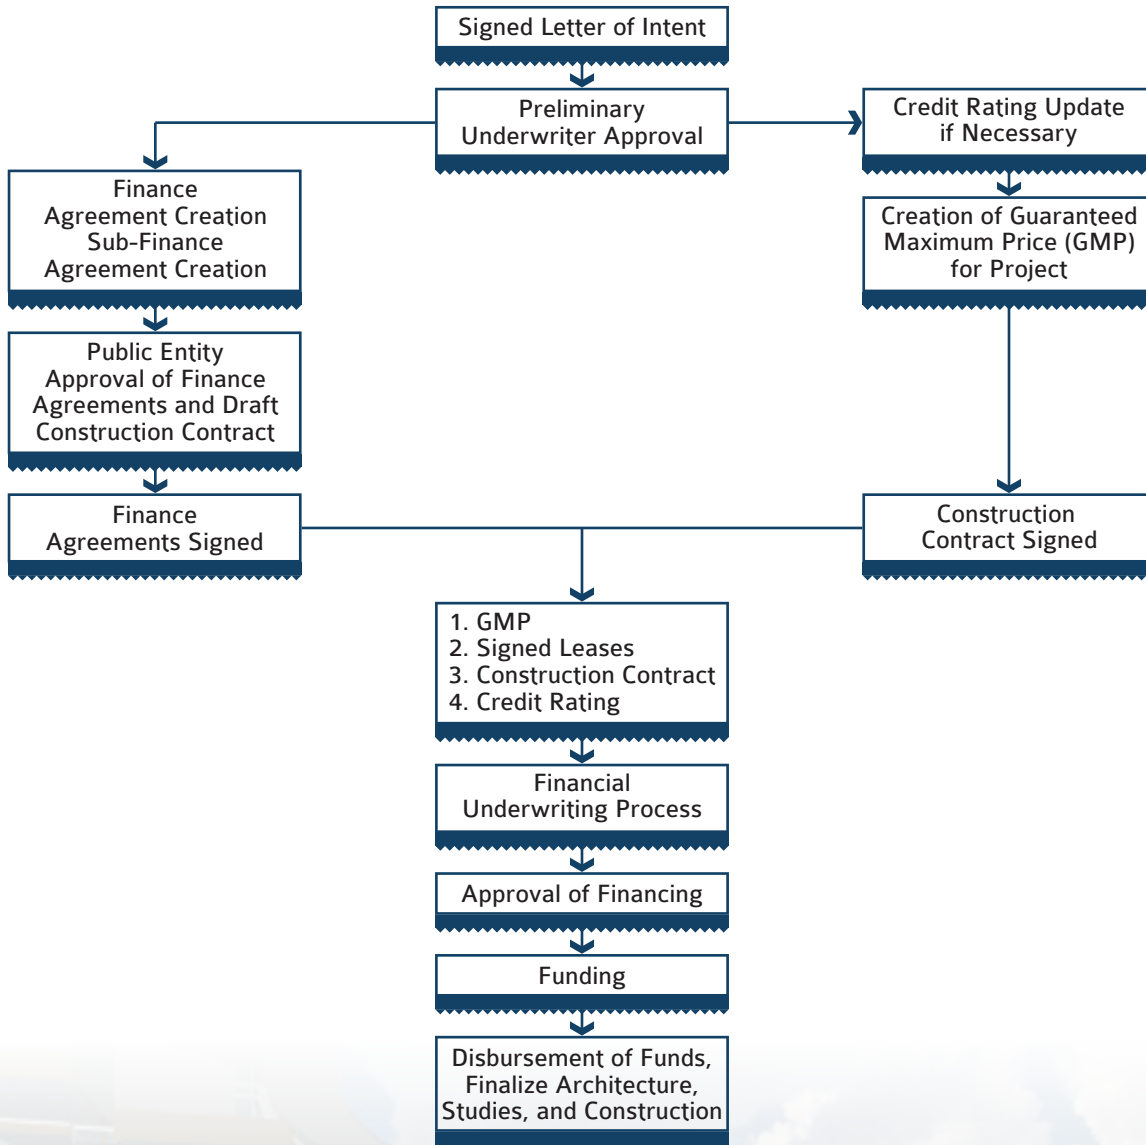 Signed Letter of Intent
Preliminary
Underwriter Approval
Credit Rating Update
if Necessary
Finance
Agreement Creation
Sub-Finance
Agreement Creation
Creation of Guaranteed
Maximum Price (GMP)
for Project
Public Entity
Approval of Finance
Agreements and Draft
Construction Contract
Finance
Agreements Signed
Construction
Contract Signed
1. GMP
2. Signed Leases
3. Construction Contract
4. Credit Rating
Financial
Underwriting Process
Approval of Financing
Funding
Disbursement of Funds,
Finalize Architecture,
Studies, and Construction